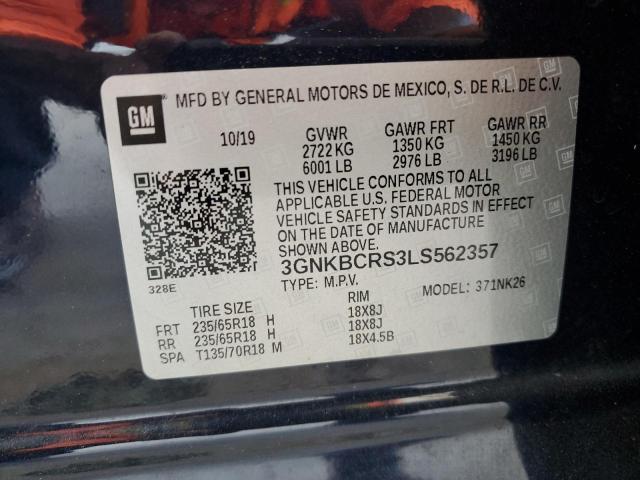 GM
MFD BY GENERAL MOTORS DE MEXICO, S. DE R.L. DE C.V.
10/19 GVWR GAWR FRT GAWR RR
2722 KG 1350 KG 1450 KG
6001 LB 2976 LB 3196 LB
THIS VEHICLE CONFORMS TO ALL
APPLICABLE U.S. FEDERAL MOTOR
VEHICLE SAFETY STANDARDS IN EFFECT
ON THE DATE OF MANUFACTURE
SHOWN ABOVE.
3GNKBCRS3LS562357
328E TYPE: M.P.V. MODEL: 371NK26
TIRE SIZE RIM
FRT 235/65R18 H 18X8J
RR 235/65R18 H 18X8J
SPA T135/70R18 M 18X4.5B